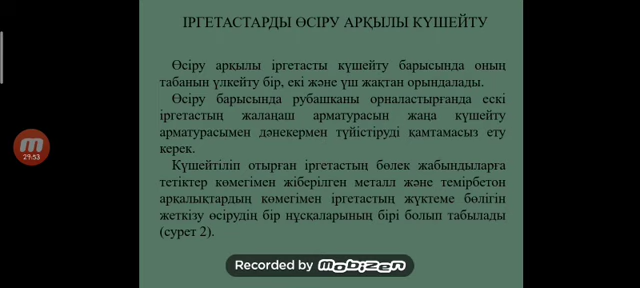 ІРГЕТАСТАРДЫ ӨСІРУ АРҚЫЛЫ КҮШЕЙТУ
Өсіру арқылы іргетасты күшейту барысында оның
табанын үлкейту бір, екі және үш жақтан орындалады.
Өсіру барысында рубашканы орналастырғанда ескі
іргетастың жалаңаш арматурасын жаңа күшейту
арматурасымен дәнекермен түйістіруді қамтамасыз ету
керек.
Күшейтіліп отырған іргетастың бөлек жабындыларға
тетіктер көмегімен жіберілген металл және темірбетон
арқалықтардың көмегімен іргетастың жүктеме бөлігін
жеткізу өсірудің бір нұсқаларының бірі болып табылады
(сурет 2).
29:53
Recorded by mobizen